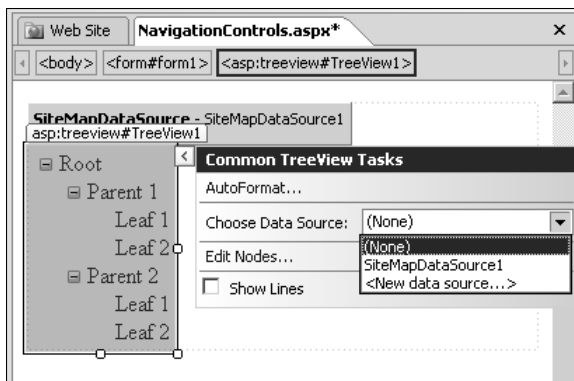 Web Site NavigationControls.aspx*
<body> <form#form1> <asp:treeview#TreeView1>
SiteMapDataSource - SiteMapDataSource1
asp:treeview#TreeView1
Root
Parent 1
Leaf 1
Leaf 2
Parent 2
Leaf 1
Leaf 2
Common TreeView Tasks
AutoFormat...
Choose Data Source: (None)
(None)
SiteMapDataSource1
<New data source...>
Edit Nodes...
Show Lines